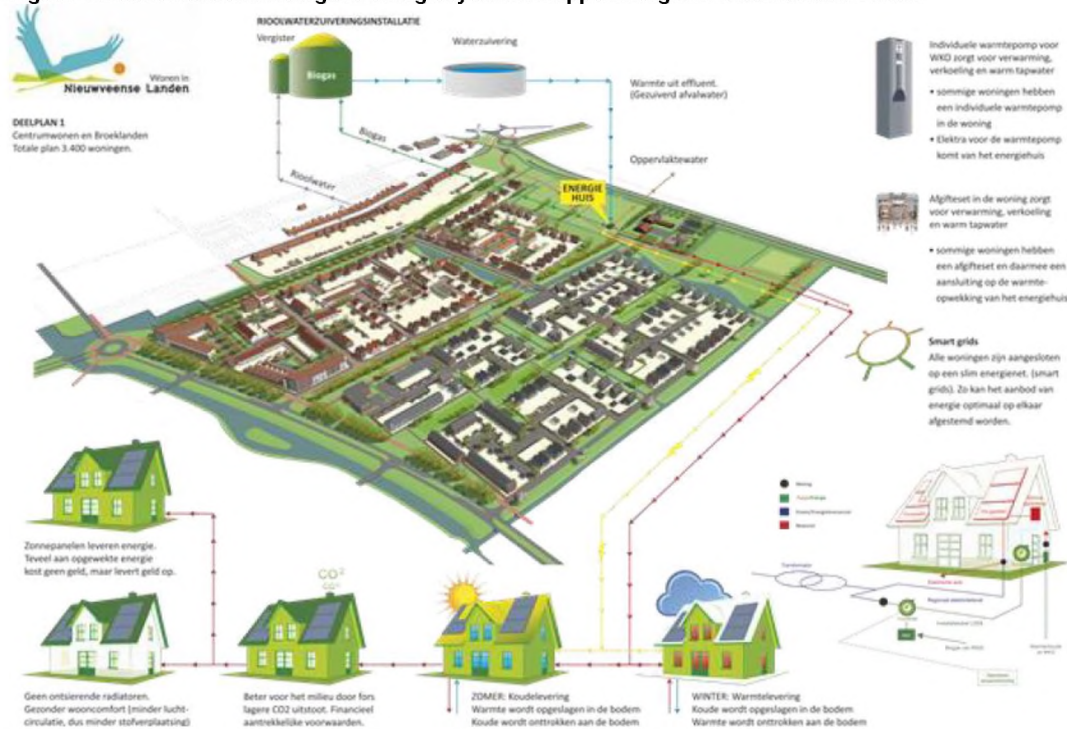 RIOOLWATERZUIVERINGSINSTALLATIE
Vergister
Waterzuivering
Biogas
Woren in
Nieuwveense Landen
Warmte uit effluent.
(Gezuiverd afvalwater)
DEELPLAN 1
Centrumwonen en Broeklanden
Totale plan 3.400 woningen.
Biogas
Rioolwater
Oppervlaktewater
ENERGIE
HUIS
Individuele warmtepomp voor
WKO zorgt voor verwarming,
verkoeling en warm tapwater
• sommige woningen hebben
een individuele warmtepomp
in de woning
• Elektra voor de warmtepomp
komt van het energiehuis
Afgifteset in de woning zorgt
voor verwarming, verkoeling
en warm tapwater
• sommige woningen hebben
een afgifteset en daarmee een
aansluiting op de warmte-
opwekking van het energiehuis
Smart grids
Alle woningen zijn aangesloten
op een slim energienet. (smart
grids). Zo kan het aanbod van
energie optimaal op elkaar
afgestemd worden.
Zonnepanelen leveren energie.
Teveel aan opgewekte energie
kost geen geld, maar levert geld op.
CO²
Geen ontsierende radiatoren.
Gezonder wooncomfort (minder lucht-
circulatie, dus minder stofverplaatsing)
Beter voor het milieu door fors
lagere CO2 uitstoot. Financieel
aantrekkelijke voorwaarden.
ZOMER: Koudelevering
Warmte wordt opgeslagen in de bodem
Koude wordt onttrokken aan de bodem
WINTER: Warmtelevering
Koude wordt opgeslagen in de bodem
Warmte wordt onttrokken aan de bodem